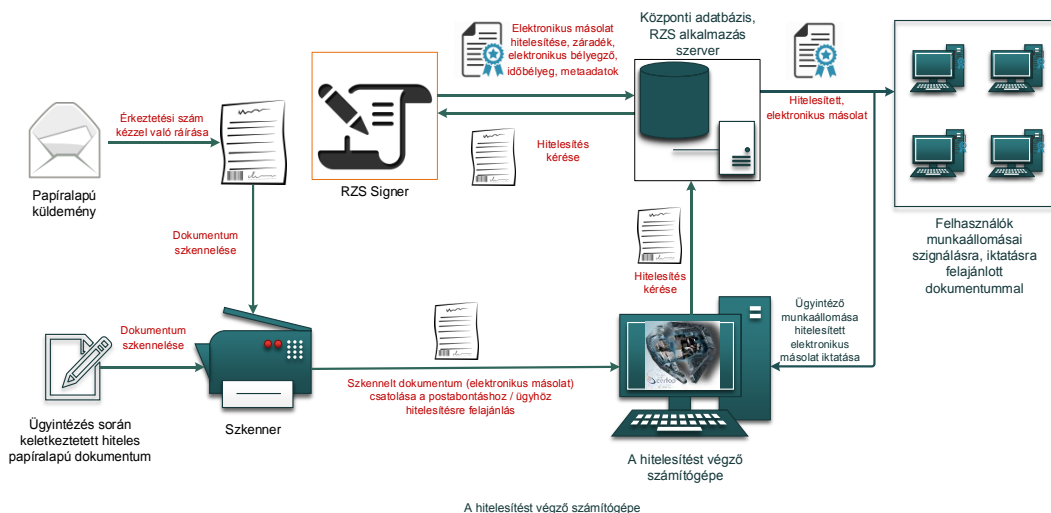 Elektronikus másolat
hitelesítése, záradék,
elektronikus bélyegző,
időbélyeg, metaadatok
Központi adatbázis,
RZS alkalmazás
szerver
Hitelesített,
elektronikus másolat
Érkeztetési szám
kézzel való ráírása
Hitelesítés
kérése
Papíralapú
küldemény
RZS Signer
Dokumentum
szkennelése
Hitelesítés
kérése
Felhasználók
munkaállomásai
szignálásra, iktatásra
felajánlott
dokumentummal
Ügyintéző
munkaállomása
hitelesített
elektronikus
másolat iktatása
Dokumentum
szkennelése
Szkennelt dokumentum (elektronikus másolat)
csatolása a postabontáshoz / ügyhöz
hitelesítésre felajánlás
Ügyintézés során
keletkeztetett hiteles
papíralapú dokumentum
Szkenner
A hitelesítést végző
számítógépe
A hitelesítést végző számítógépe